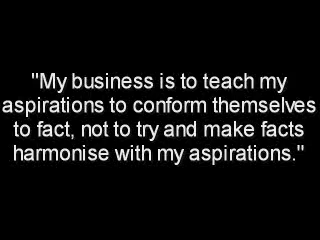 "My business is to teach my
aspirations to conform themselves
to fact, not to try and make facts
harmonise with my aspirations."